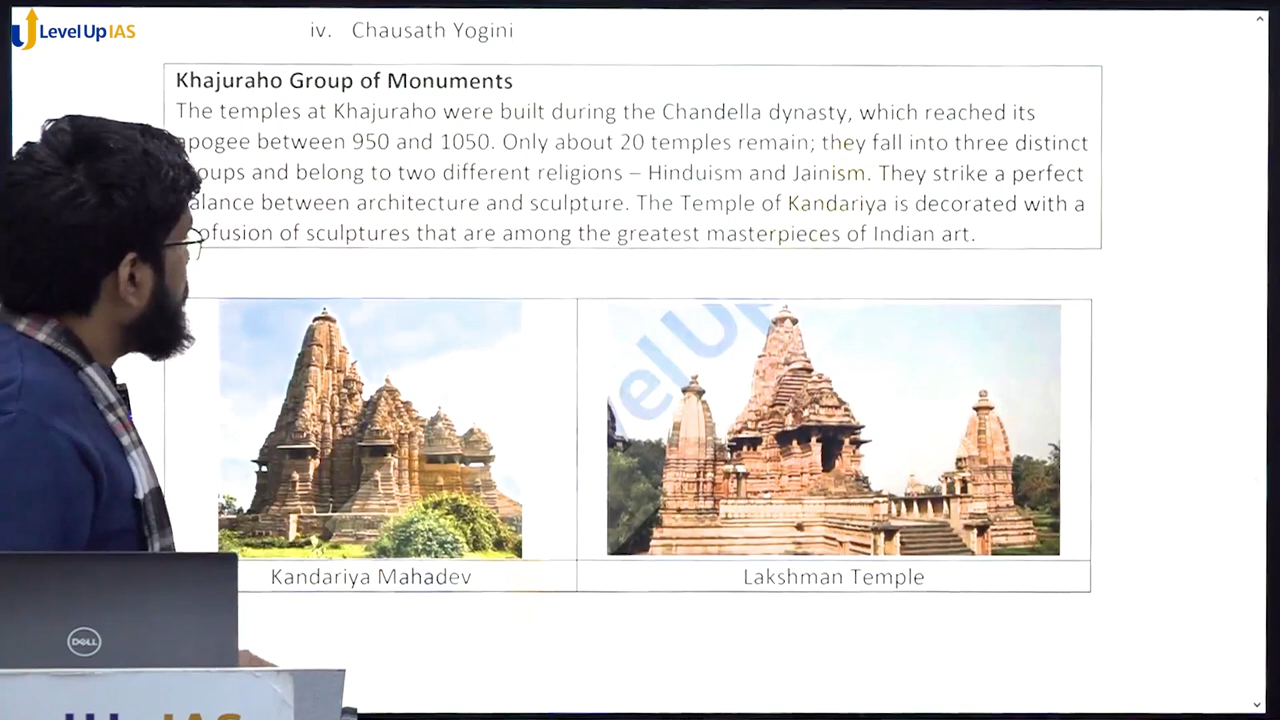 Level Up IAS
iv. Chausath Yogini
Khajuraho Group of Monuments
The temples at Khajuraho were built during the Chandella dynasty, which reached its
between 950 and 1050. Only about 20 temples remain; they fall into three distinct
and belong to two different religions – Hinduism and Jainism. They strike a perfect
between architecture and sculpture. The Temple of Kandariya is decorated with a
of sculptures that are among the greatest masterpieces of Indian art.
Kandariya Mahadev
Lakshman Temple
DELL